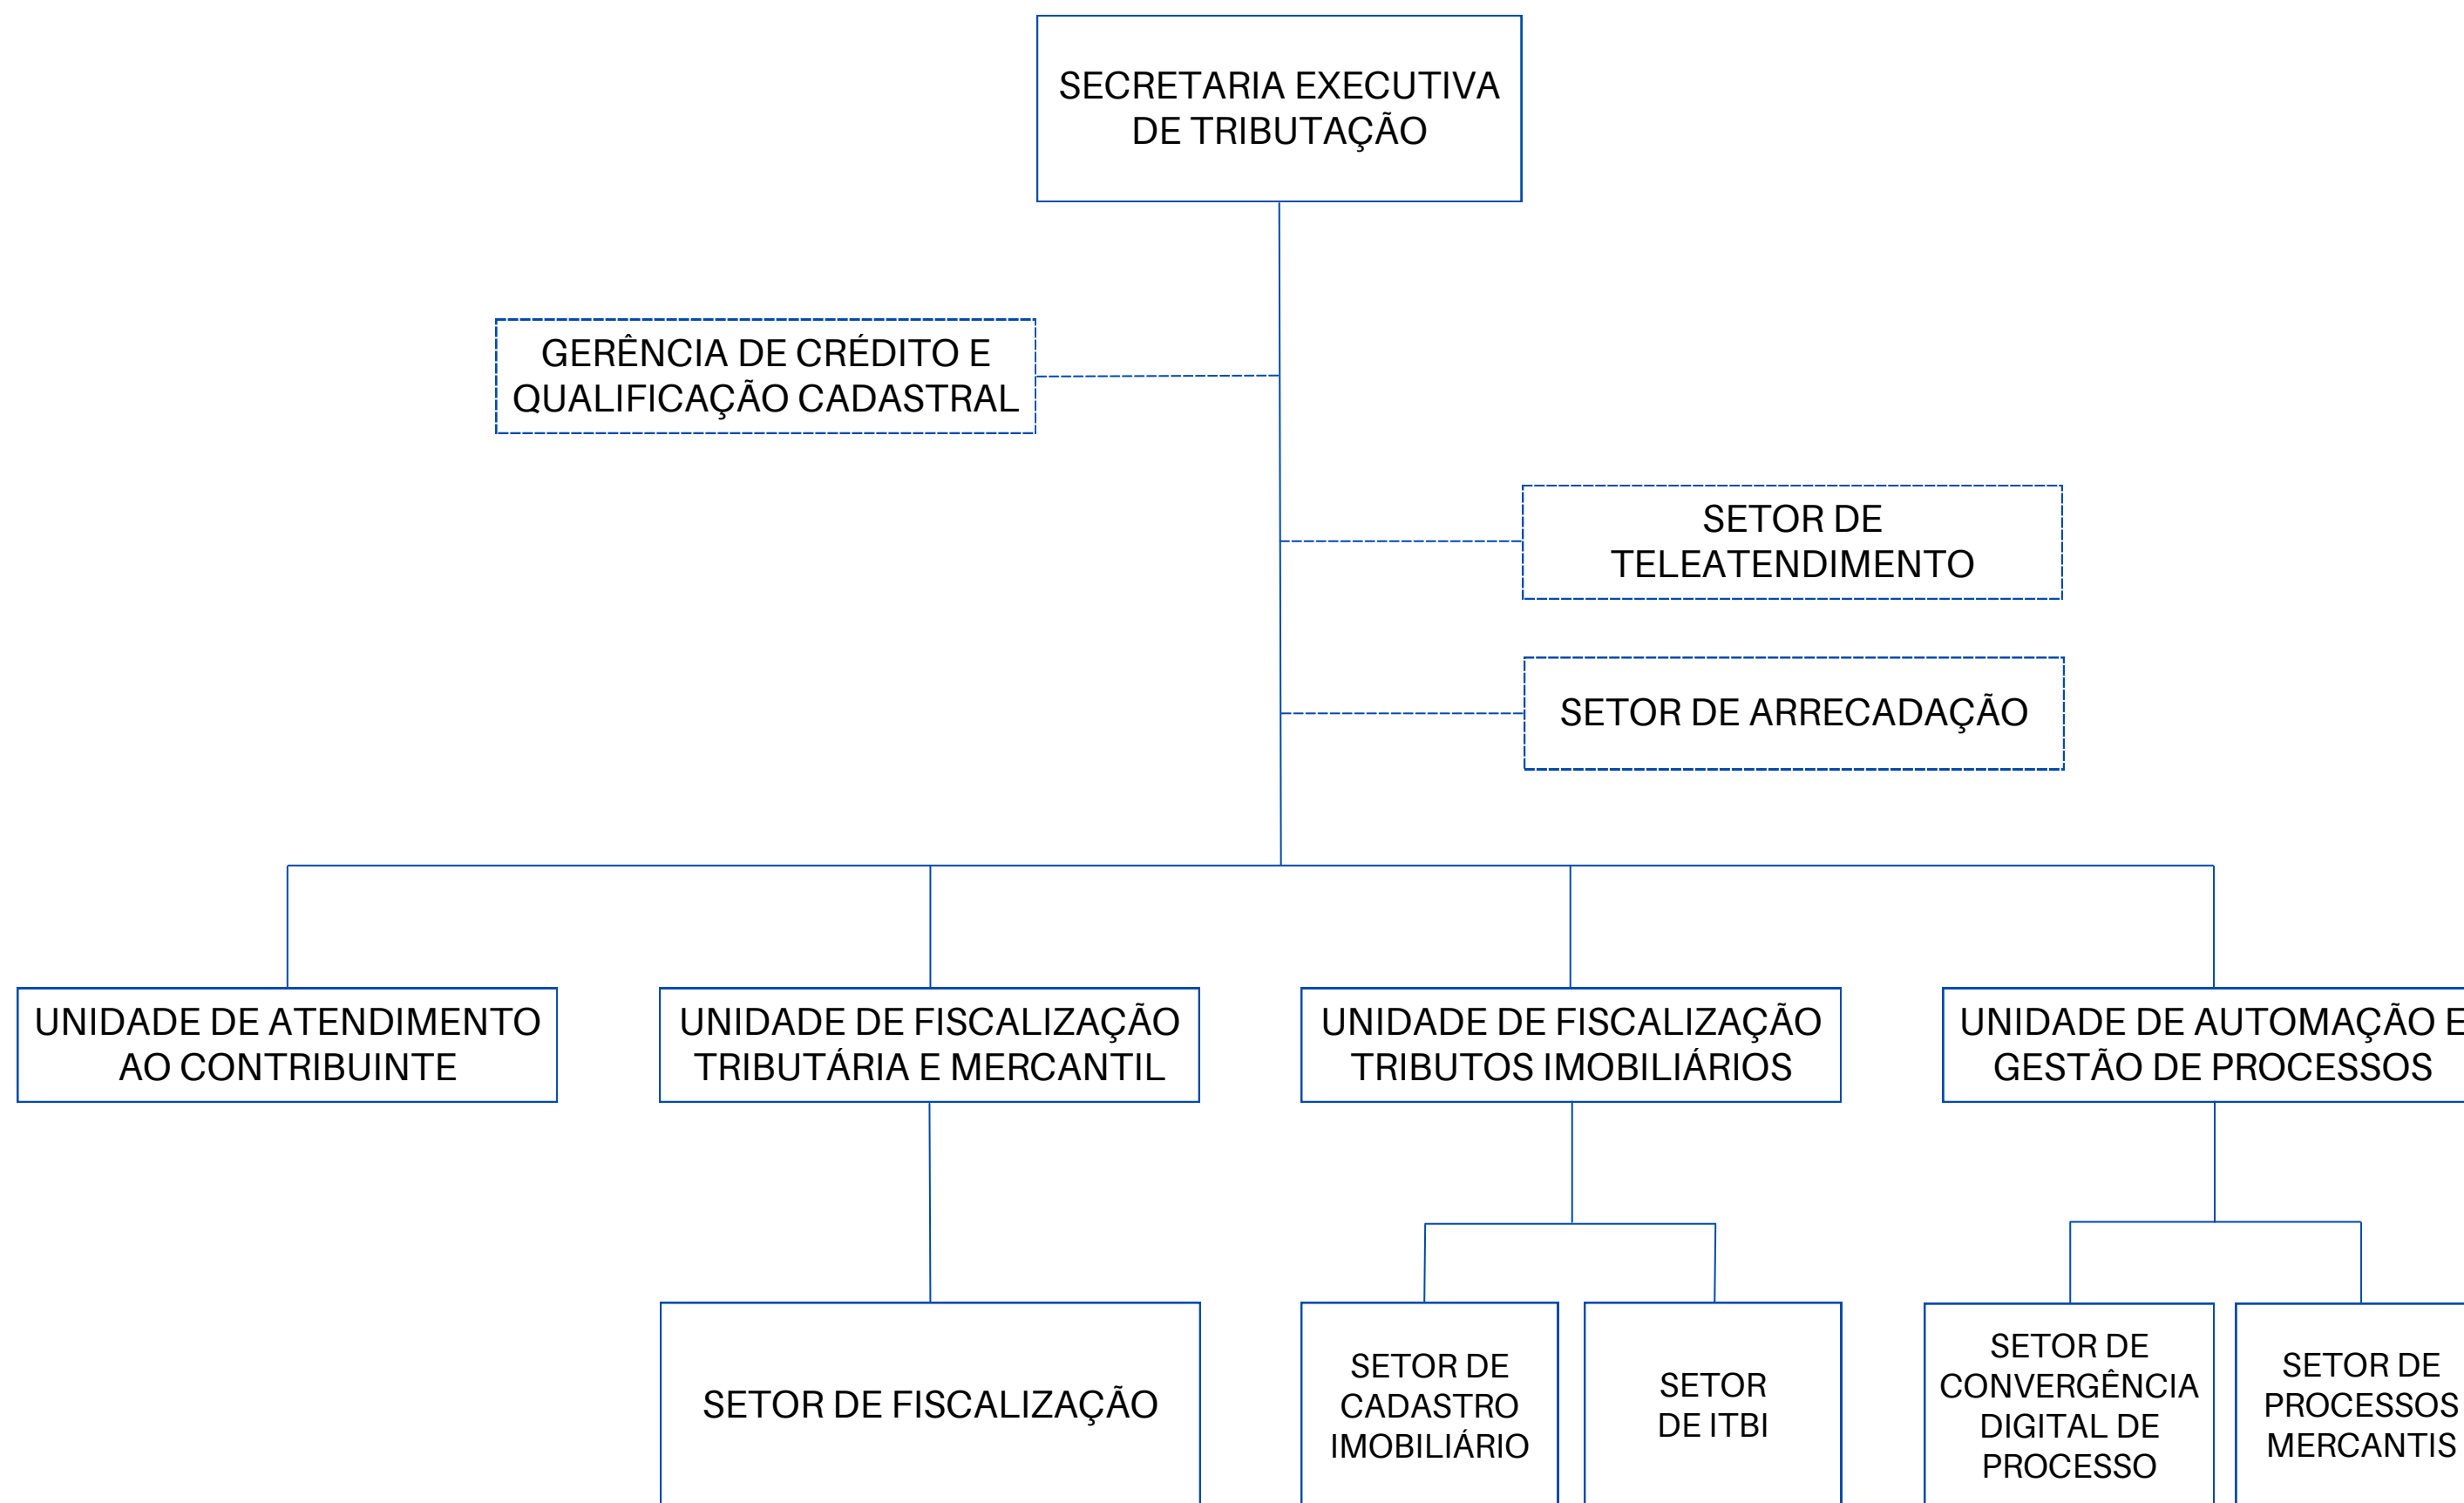 SECRETARIA EXECUTIVA
DE TRIBUTAÇÃO
GERÊNCIA DE CRÉDITO E
QUALIFICAÇÃO CADASTRAL
SETOR DE
TELEATENDIMENTO
SETOR DE ARRECADAÇÃO
UNIDADE DE ATENDIMENTO
AO CONTRIBUINTE
UNIDADE DE FISCALIZAÇÃO
TRIBUTÁRIA E MERCANTIL
UNIDADE DE FISCALIZAÇÃO
TRIBUTOS IMOBILIÁRIOS
UNIDADE DE AUTOMAÇÃO E
GESTÃO DE PROCESSOS
SETOR DE FISCALIZAÇÃO
SETOR DE
CADASTRO
IMOBILIÁRIO
SETOR
DE ITBI
SETOR DE
CONVERGÊNCIA
DIGITAL DE
PROCESSO
SETOR DE
PROCESSOS
MERCANTIS